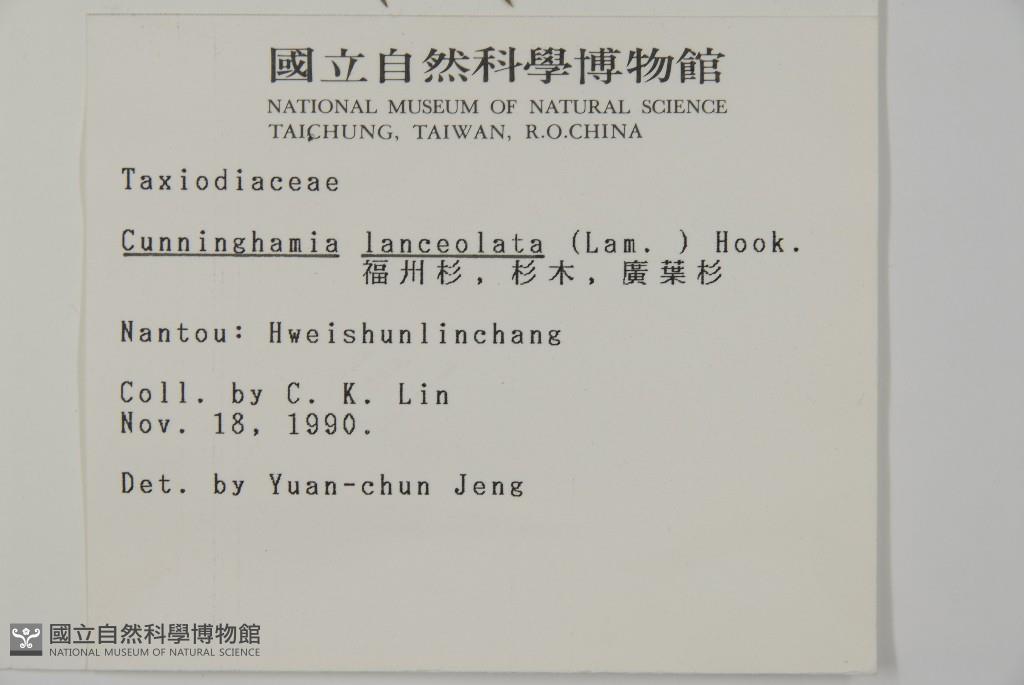 國立自然科學博物館
NATIONAL MUSEUM OF NATURAL SCIENCE
TAICHUNG, TAIWAN, R.O.CHINA
Taxiodiaceae
Cunninghamia lanceolata (Lam. ) Hook.
福州杉, 杉木, 廣葉杉
Nantou: Hweishunlinchang
Coll. by C. K. Lin
Nov. 18, 1990.
Det. by Yuan-chun Jeng
國立自然科學博物館
NATIONAL MUSEUM OF NATURAL SCIENCE